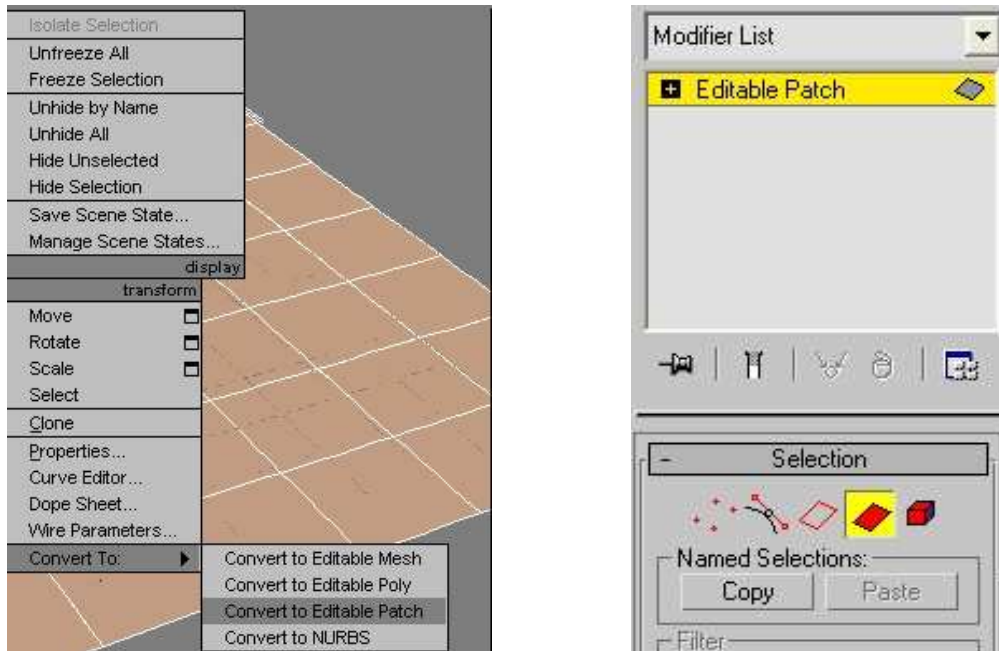 Isolate Selection
Unfreeze All
Freeze Selection
Unhide by Name
Unhide All
Hide Unselected
Hide Selection
Save Scene State...
Manage Scene States...
display
transform
Move
Rotate
Scale
Select
Clone
Properties...
Curve Editor...
Dope Sheet...
Wire Parameters...
Convert To:
Convert to Editable Mesh
Convert to Editable Poly
Convert to Editable Patch
Convert to NURBS
Modifier List
Editable Patch
- Selection
Named Selections:
Copy Paste
Filter